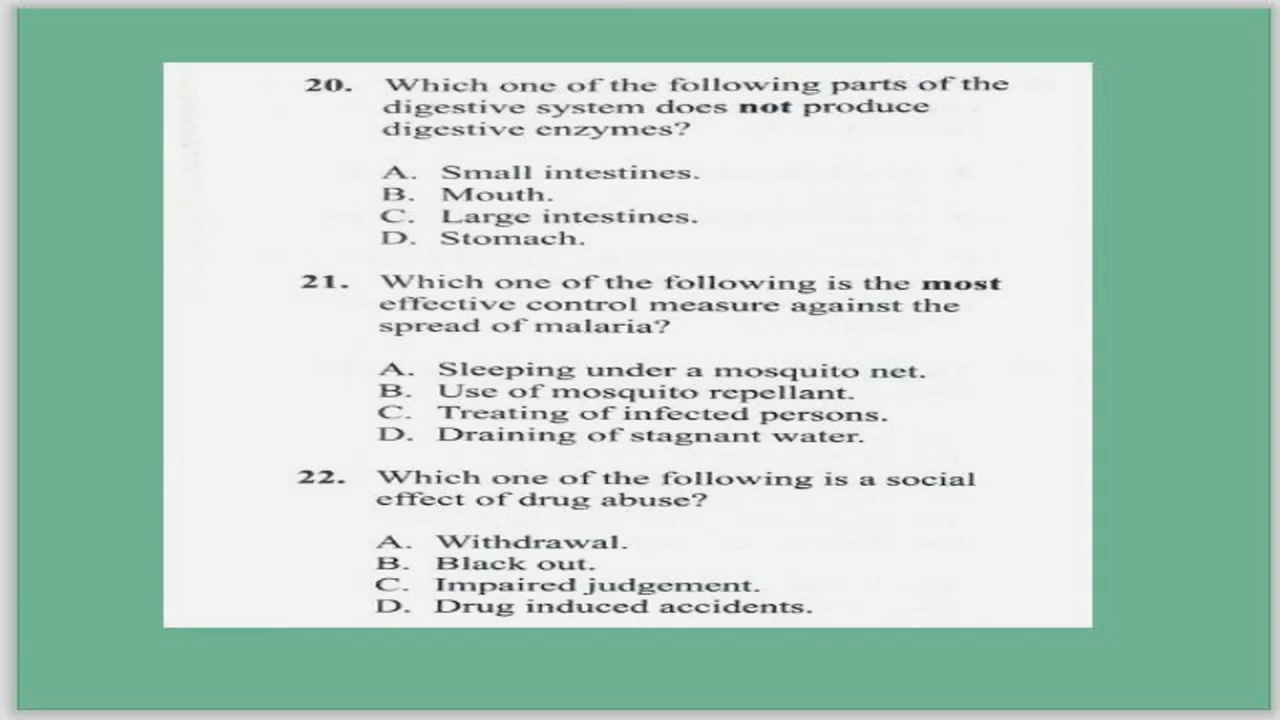 20. Which one of the following parts of the
digestive system does not produce
digestive enzymes?
A. Small intestines.
B. Mouth.
C. Large intestines.
D. Stomach.
21. Which one of the following is the most
effective control measure against the
spread of malaria?
A. Sleeping under a mosquito net.
B. Use of mosquito repellant.
C. Treating of infected persons.
D. Draining of stagnant water.
22. Which one of the following is a social
effect of drug abuse?
A. Withdrawal.
B. Black out.
C. Impaired judgement.
D. Drug induced accidents.